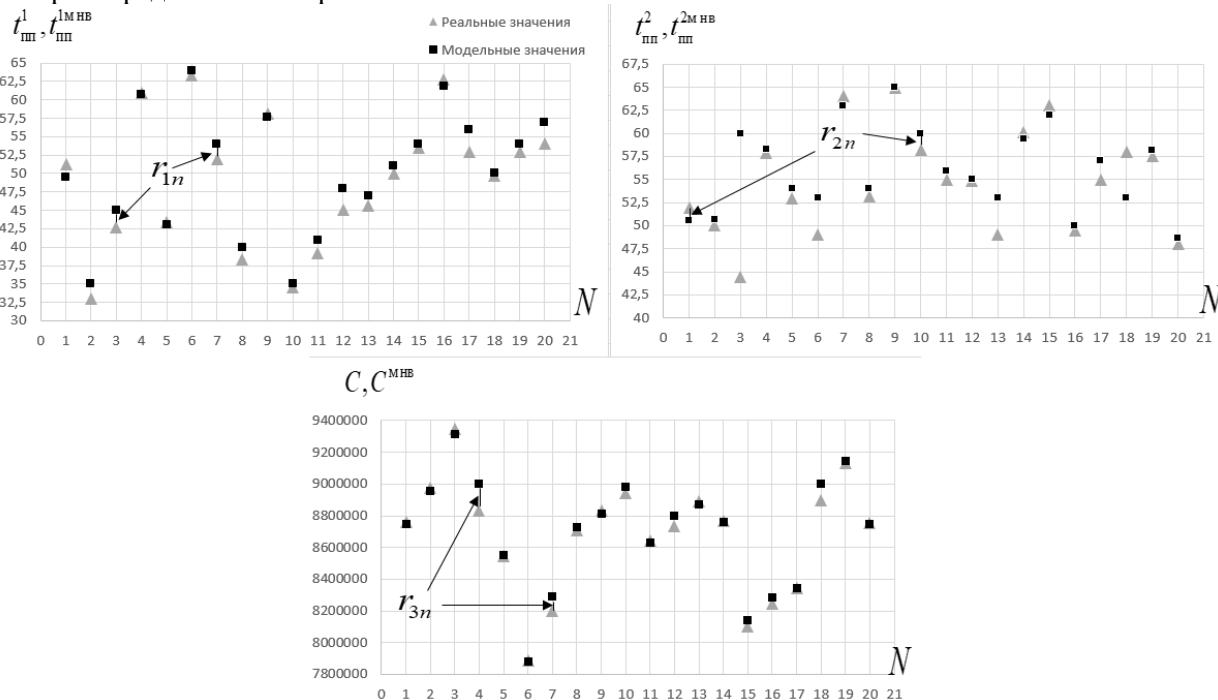 t¹пп, t¹ᵐⁿᵛпп
Реальные значения
Модельные значения
65
62,5
60
57,5
55
52,5
50
47,5
45
42,5
40
37,5
35
32,5
30
r₁ₙ
N
0 1 2 3 4 5 6 7 8 9 10 11 12 13 14 15 16 17 18 19 20 21
t²пп, t²мнвпп
67,5
65
62,5
60
57,5
55
52,5
50
47,5
45
42,5
40
r₂ₙ
N
0 1 2 3 4 5 6 7 8 9 10 11 12 13 14 15 16 17 18 19 20 21
C, Cмнв
9400000
9200000
9000000
8800000
8600000
8400000
8200000
8000000
7800000
r₃ₙ
N
0 1 2 3 4 5 6 7 8 9 10 11 12 13 14 15 16 17 18 19 20 21